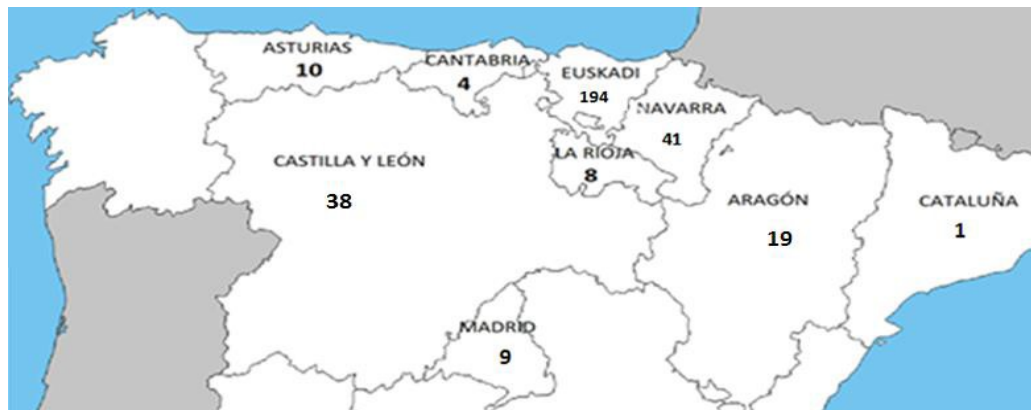 ASTURIAS
10
CANTABRIA
4
EUSKADI
194
NAVARRA
41
LA RIOJA
8
CASTILLA Y LEÓN
38
ARAGÓN
19
CATALUÑA
1
MADRID
9